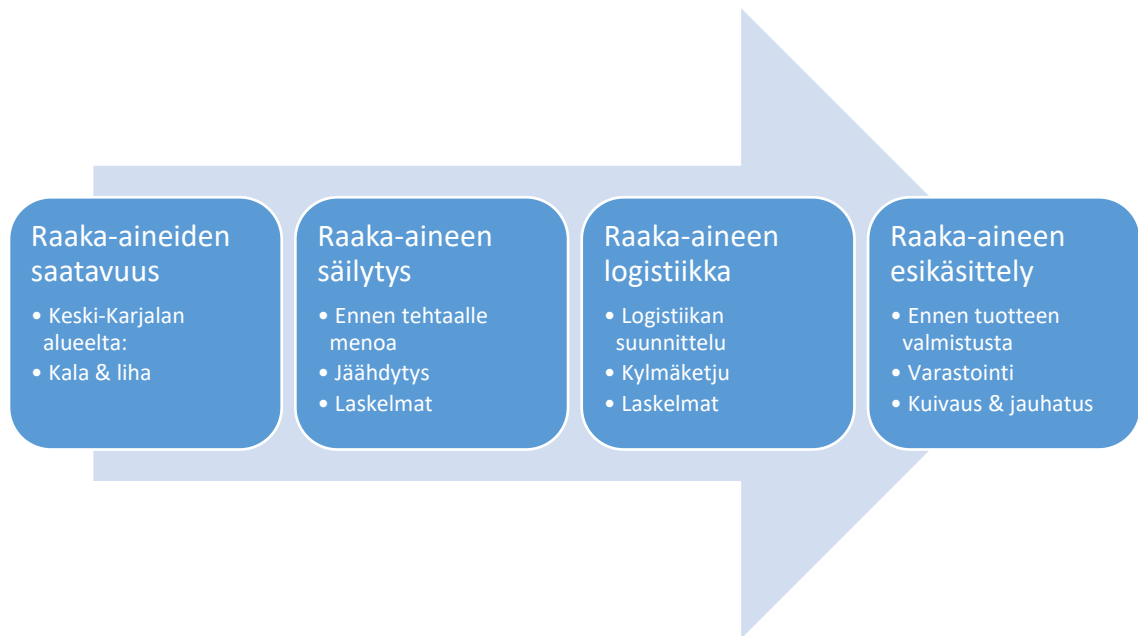 Raaka-aineiden
saatavuus
• Keski-Karjalan
alueelta:
• Kala & liha
Raaka-aineen
säilytys
• Ennen tehtaalle
menoa
• Jäähdytys
• Laskelmat
Raaka-aineen
logistiikka
• Logistiikan
suunnittelu
• Kylmäketju
• Laskelmat
Raaka-aineen
esikäsittely
• Ennen tuotteen
valmistusta
• Varastointi
• Kuivaus & jauhatus